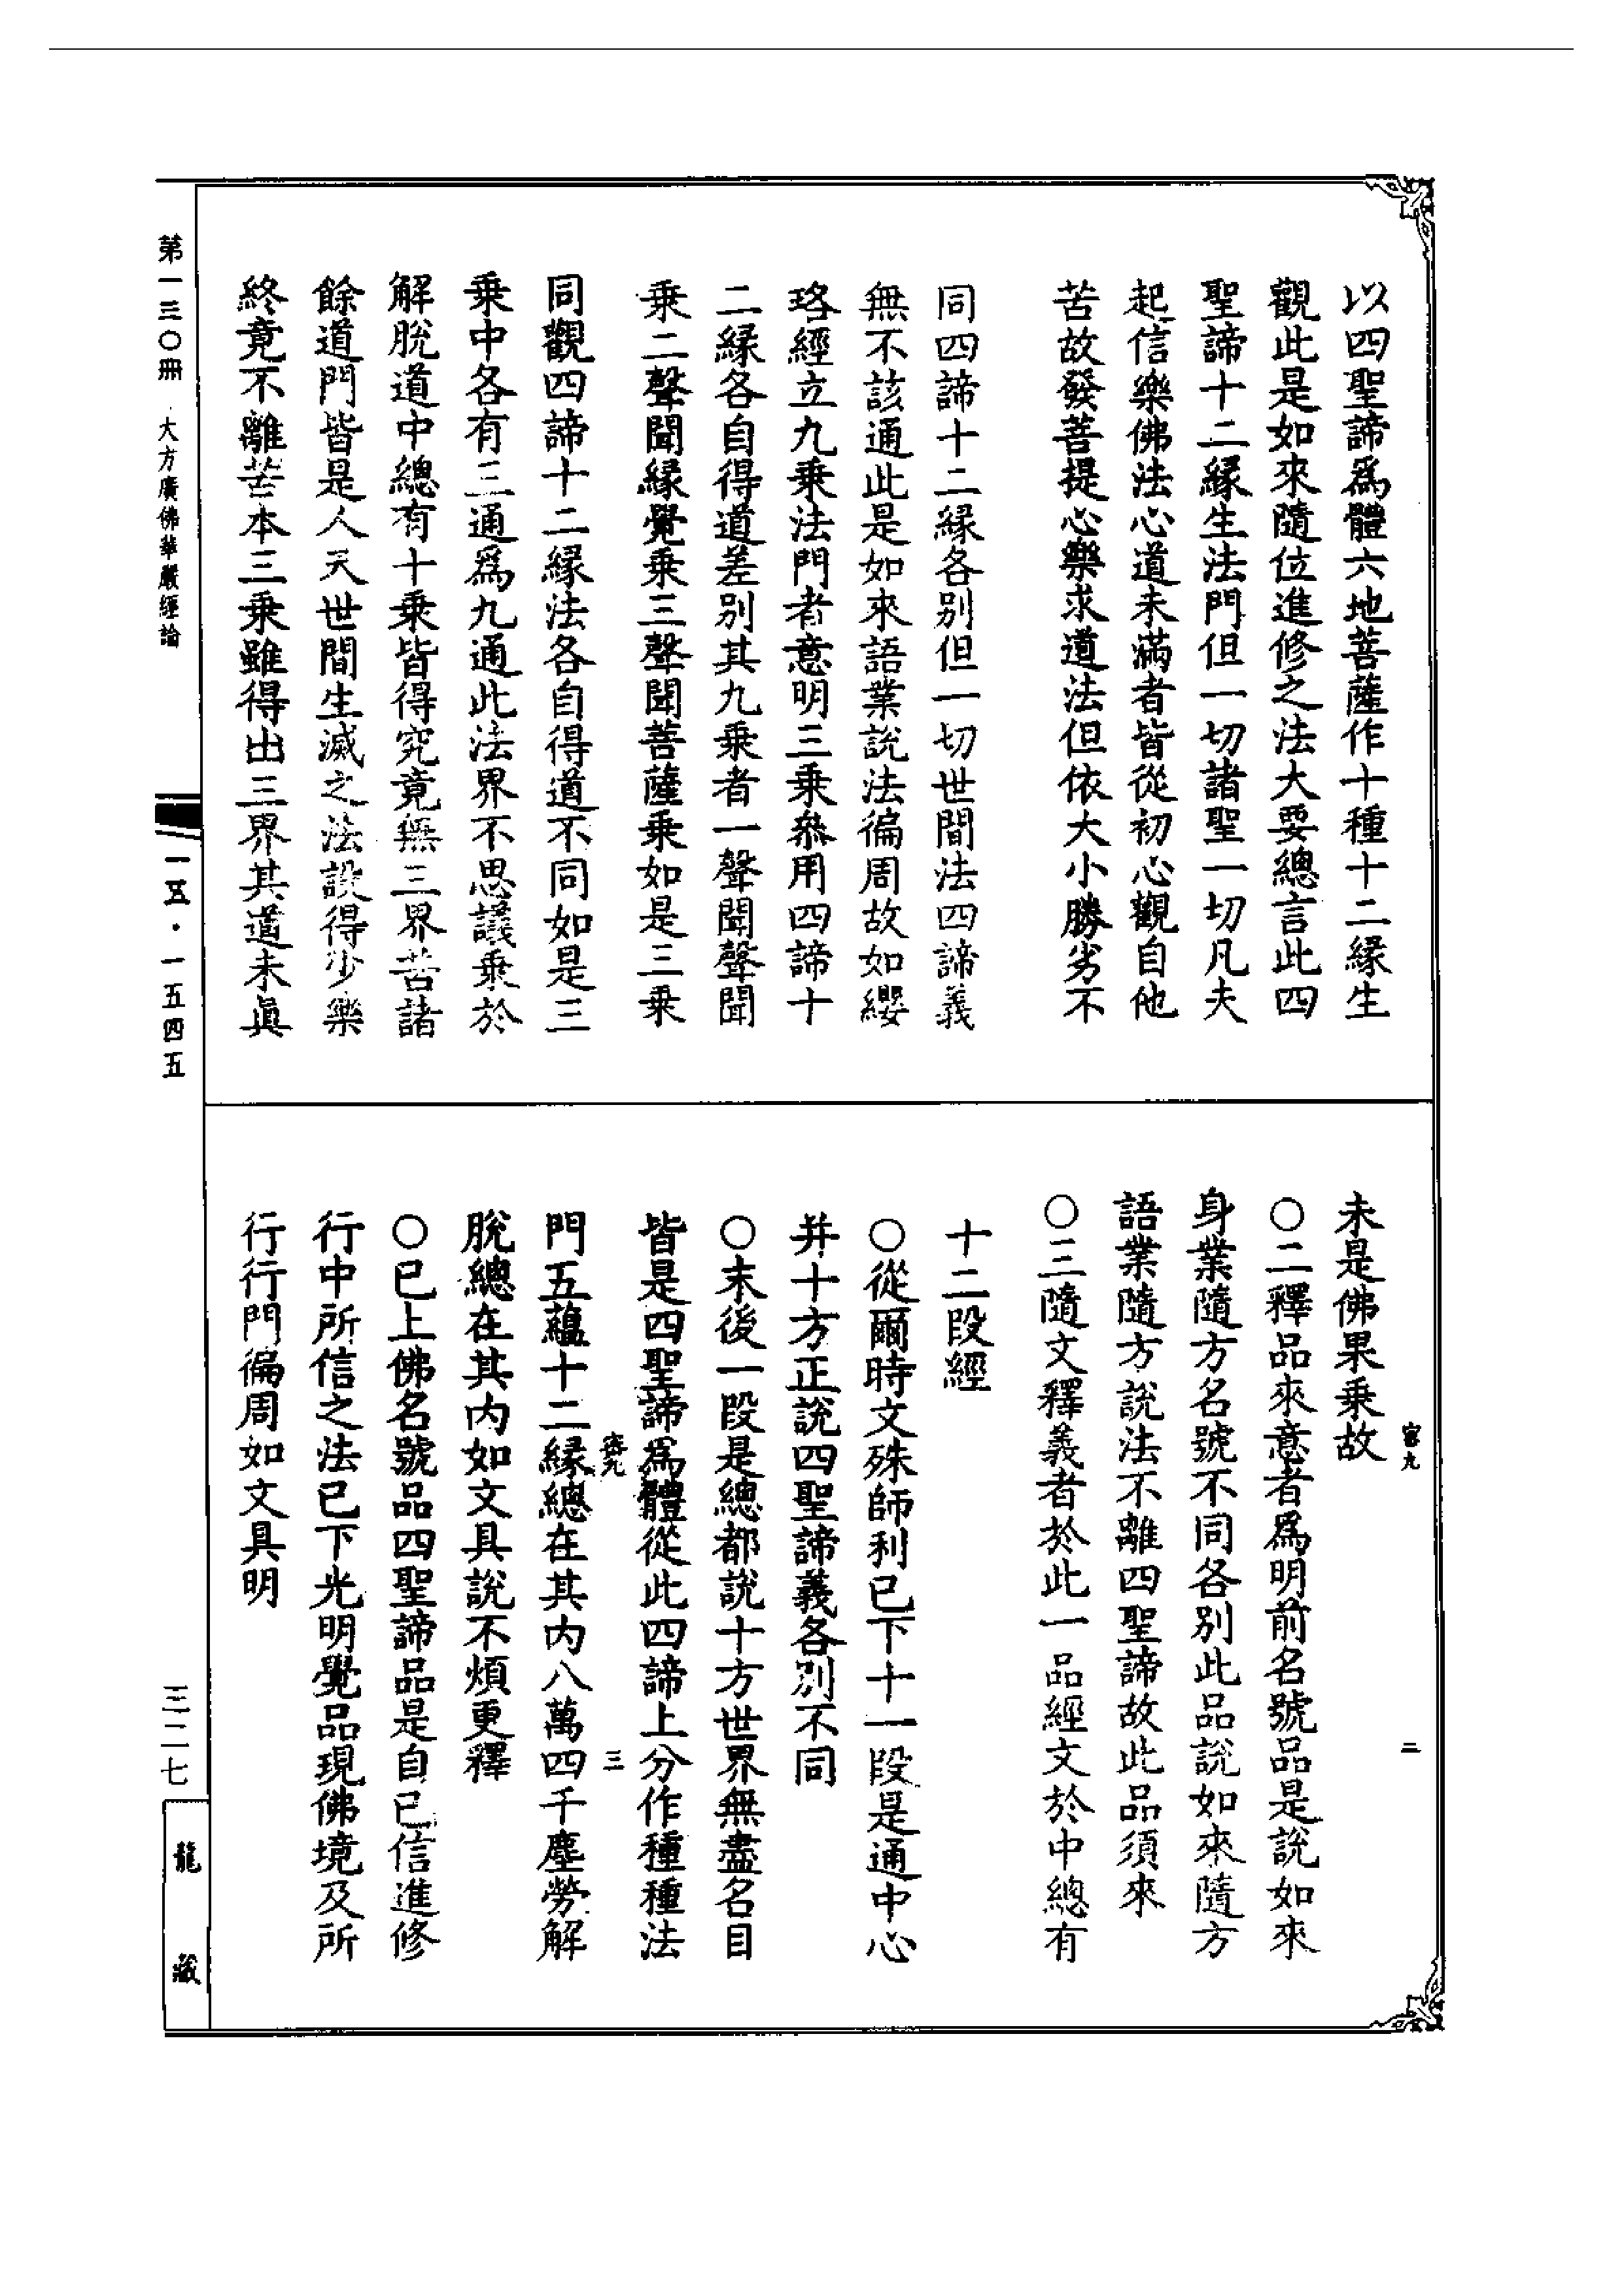 以四聖諦爲體六地菩薩作十種十二緣生
觀此是如來隨位進修之法大要總言此四
聖諦十二緣生法門但一切諸聖一切凡夫
起信樂佛法心道未滿者皆從初心觀自他
苦故發菩提心樂求道法但依大小勝劣不
同四諦十二緣各別但一切世間法四諦義
無不該通此是如來語業說法徧周故如纓
珞經立九乗法門者意明三乗叅用四諦十
二緣各自得道差別其九乗者一聲聞聲聞
乗二聲聞緣覺乗三聲聞菩薩乗如是三乗
同觀四諦十二緣法各自得道不同如是三
乗中各有三通爲九通此法界不思議乗於
解脫道中總有十乗皆得究竟無三界苦諸
餘道門皆是人天世間生滅之法設得少樂
終竟不離苦本三乗雖得出三界其道未眞
未是佛果乗故
○二釋品來意者爲明前名號品是說如來
身業隨方名號不同各別此品說如來隨方
語業隨方說法不離四聖諦故此品須來
○三隨文釋義者於此一品經文於中總有
十二段經
○從爾時文殊師利已下十一段是通中心
并十方正說四聖諦義各別不同
○末後一段是總都說十方世界無盡名目
皆是四聖諦爲體從此四諦上分作種種法
門五蘊十二緣總在其內八萬四千塵勞解
脫總在其內如文具說不煩更釋
○已上佛名號品四聖諦品是自已信進修
行中所信之法已下光明覺品現佛境及所
行行門徧周如文具明
二
三
第一三〇冊 大方廣佛華嚴經論
一五·一五四五
三二七
龍藏